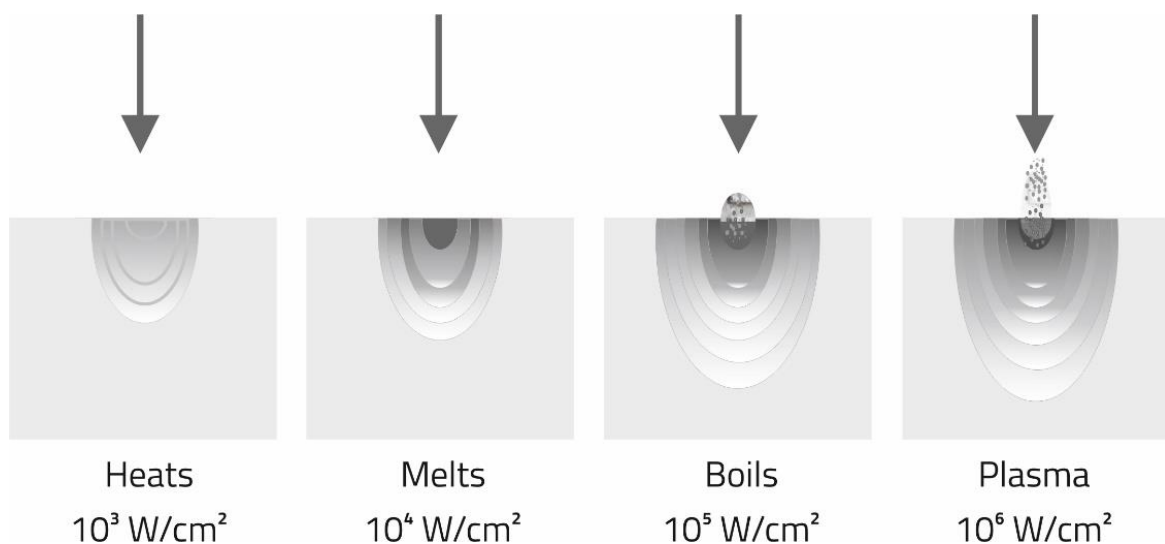 Heats
10³ W/cm²
Melts
10⁴ W/cm²
Boils
10⁵ W/cm²
Plasma
10⁶ W/cm²